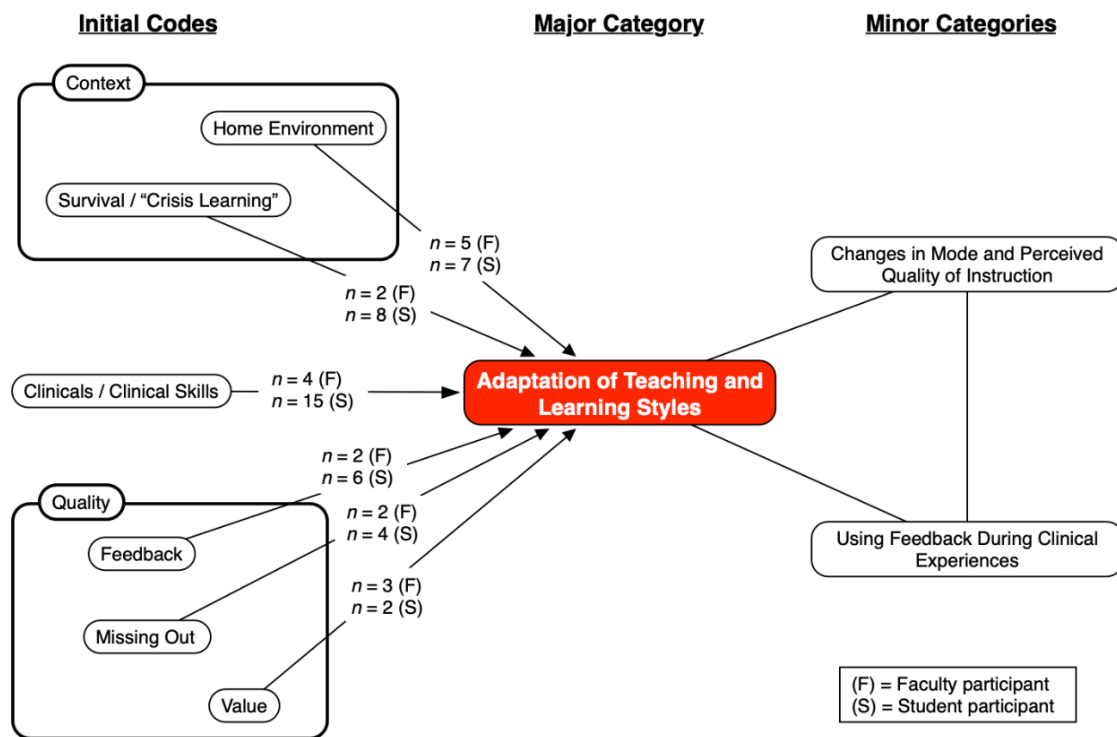 Initial Codes
Major Category
Minor Categories
Context
Home Environment
Survival / “Crisis Learning”
n = 5 (F)
n = 7 (S)
n = 2 (F)
n = 8 (S)
Changes in Mode and Perceived
Quality of Instruction
Clinicals / Clinical Skills
n = 4 (F)
n = 15 (S)
Adaptation of Teaching and
Learning Styles
Quality
Feedback
n = 2 (F)
n = 6 (S)
Missing Out
n = 2 (F)
n = 4 (S)
Value
n = 3 (F)
n = 2 (S)
Using Feedback During Clinical
Experiences
(F) = Faculty participant
(S) = Student participant